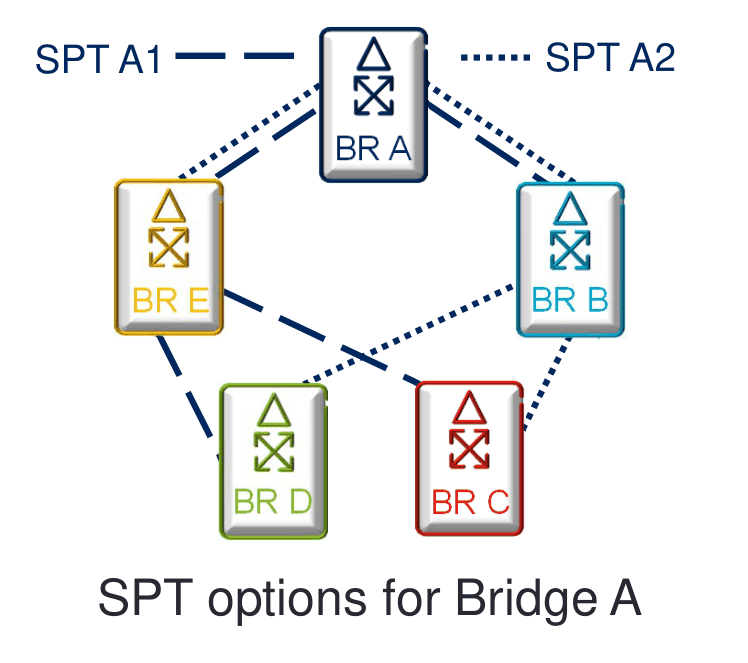 SPT A1
SPT A2
BR A
BR E
BR B
BR D
BR C
SPT options for Bridge A